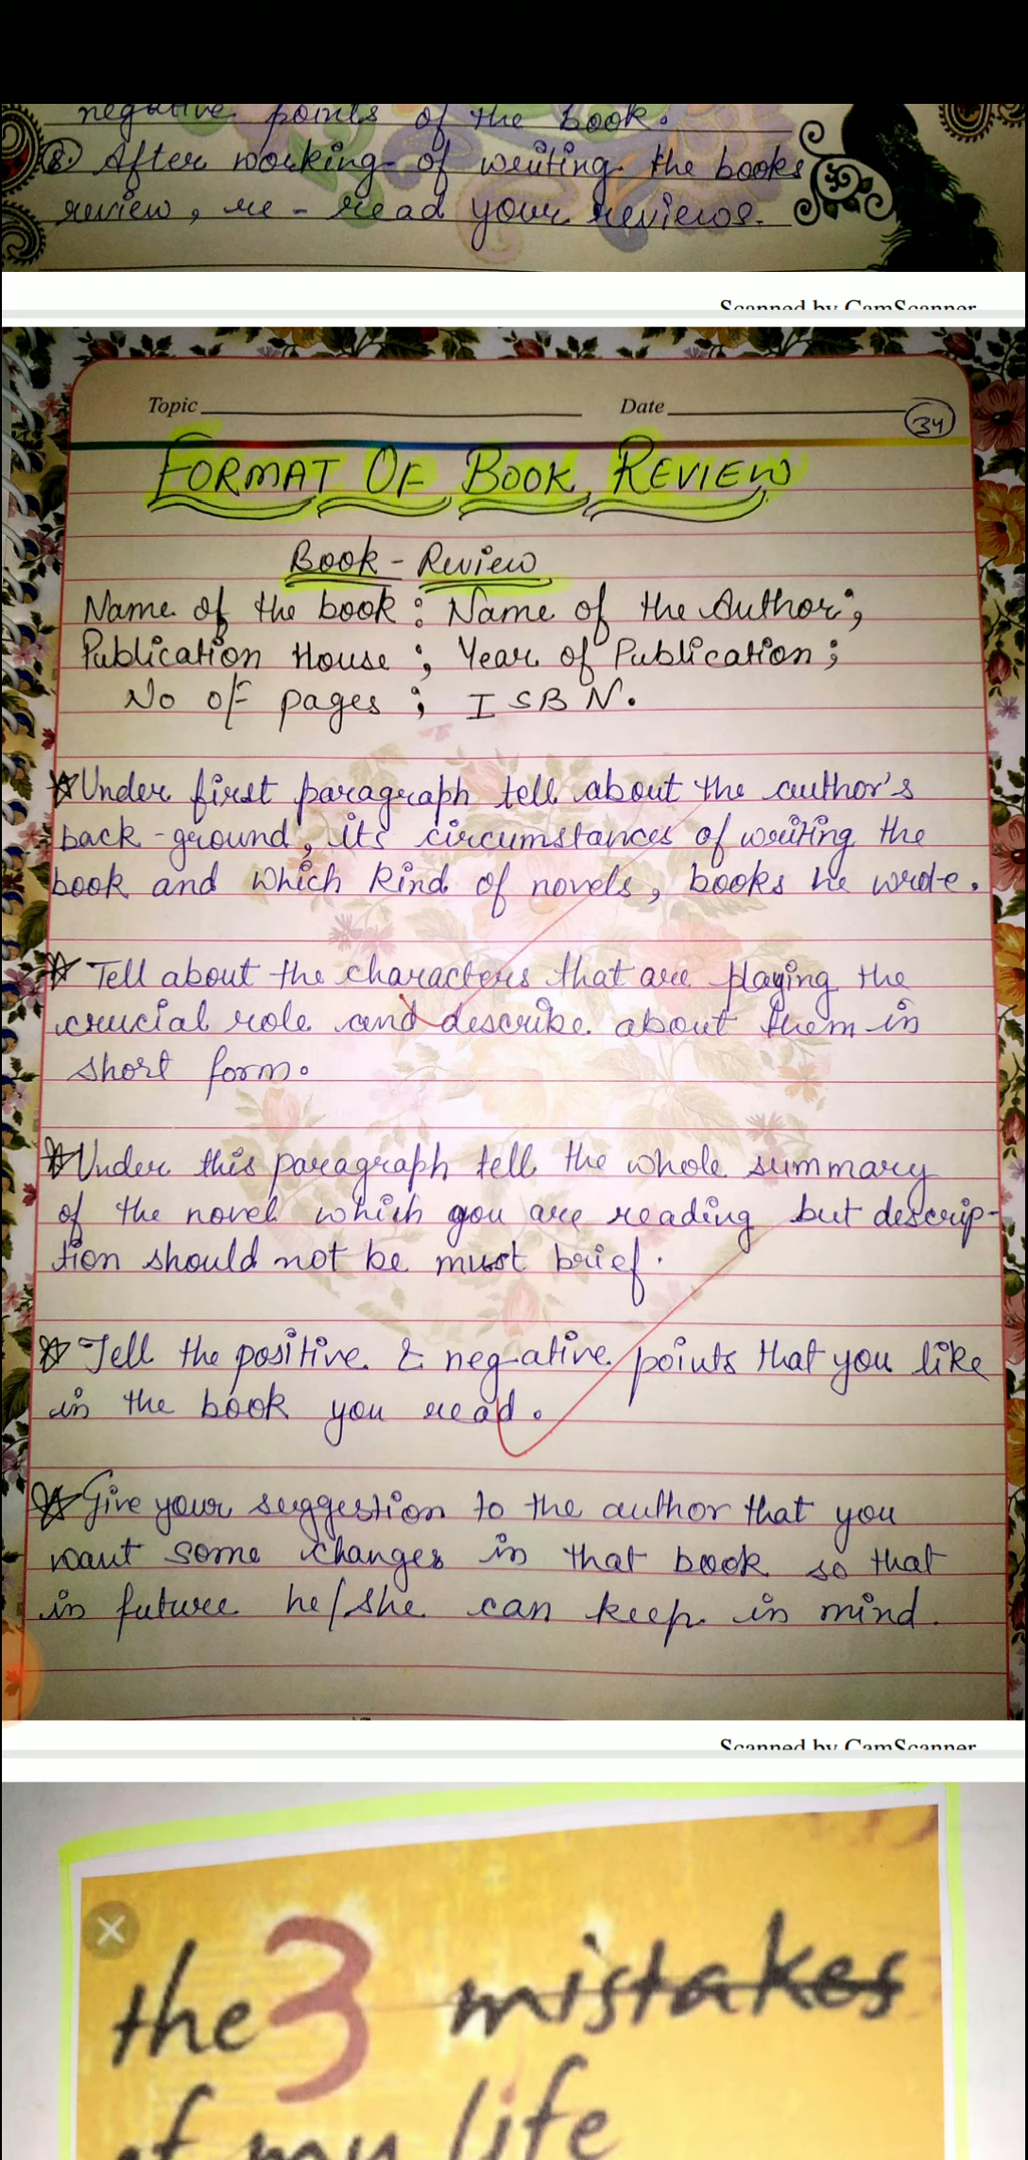 negative points of the book.
8. After working of writing the books
review, re-read your reviews.
Scanned by CamScanner
Topic Date 34
FORMAT OF BOOK REVIEW
Book - Review
Name of the book; Name of the Author;
Publication House; Year of Publication;
No of pages; ISBN.
☆ Under first paragraph tell about the author's
back-ground, its circumstances of writing the
book and which kind of novels, books he wrote.
☆ Tell about the characters that are playing the
crucial role and describe about them in
short form.
☆ Under this paragraph tell the whole summary
of the novel which you are reading but descrip-
tion should not be must brief.
☆ Tell the positive & negative points that you like
in the book you read.
☆ Give your suggestion to the author that you
want some changes in that book so that
in future he/she can keep in mind.
Scanned by CamScanner
the 3 mistakes
of my life